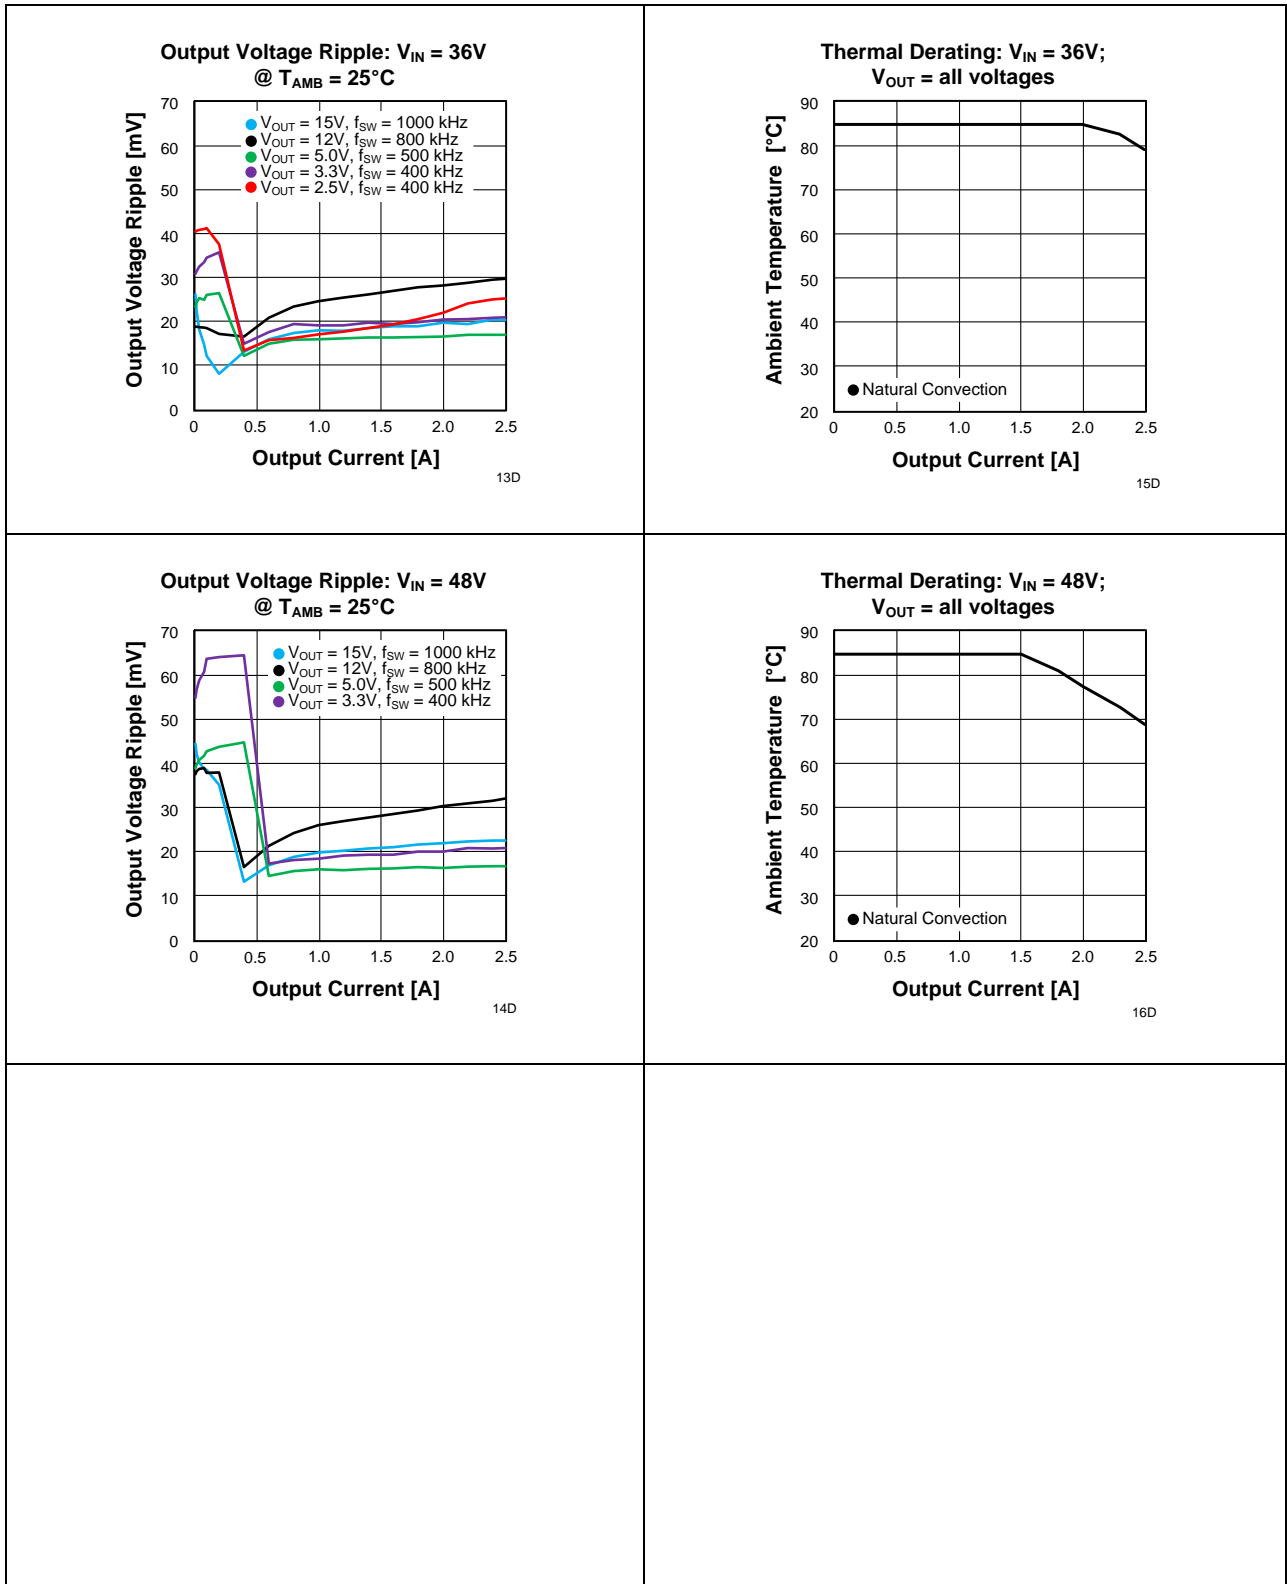 Output Voltage Ripple: VIN = 36V
@ TAMB = 25°C
Output Voltage Ripple [mV]
70
60
50
40
30
20
10
0
VOUT = 15V, fSW = 1000 kHz
VOUT = 12V, fSW = 800 kHz
VOUT = 5.0V, fSW = 500 kHz
VOUT = 3.3V, fSW = 400 kHz
VOUT = 2.5V, fSW = 400 kHz
0 0.5 1.0 1.5 2.0 2.5
Output Current [A]
13D
Thermal Derating: VIN = 36V;
VOUT = all voltages
Ambient Temperature [°C]
90
80
70
60
50
40
30
20
Natural Convection
0 0.5 1.0 1.5 2.0 2.5
Output Current [A]
15D
Output Voltage Ripple: VIN = 48V
@ TAMB = 25°C
Output Voltage Ripple [mV]
70
60
50
40
30
20
10
0
VOUT = 15V, fSW = 1000 kHz
VOUT = 12V, fSW = 800 kHz
VOUT = 5.0V, fSW = 500 kHz
VOUT = 3.3V, fSW = 400 kHz
0 0.5 1.0 1.5 2.0 2.5
Output Current [A]
14D
Thermal Derating: VIN = 48V;
VOUT = all voltages
Ambient Temperature [°C]
90
80
70
60
50
40
30
20
Natural Convection
0 0.5 1.0 1.5 2.0 2.5
Output Current [A]
16D